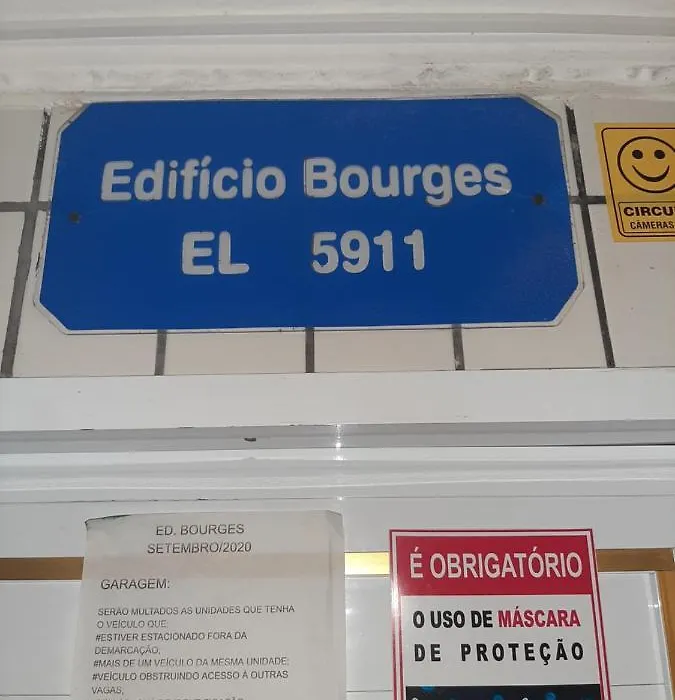 Edifício Bourges
EL 5911
CIRCU
CÂMERAS
ED. BOURGES
SETEMBRO/2020
GARAGEM:
SERÃO MULTADOS AS UNIDADES QUE TENHA
O VEÍCULO QUE:
#ESTIVER ESTACIONADO FORA DA
DEMARCAÇÃO;
#MAIS DE UM VEÍCULO DA MESMA UNIDADE;
#VEÍCULO OBSTRUINDO ACESSO À OUTRAS
VAGAS;
É OBRIGATÓRIO
O USO DE MÁSCARA
DE PROTEÇÃO